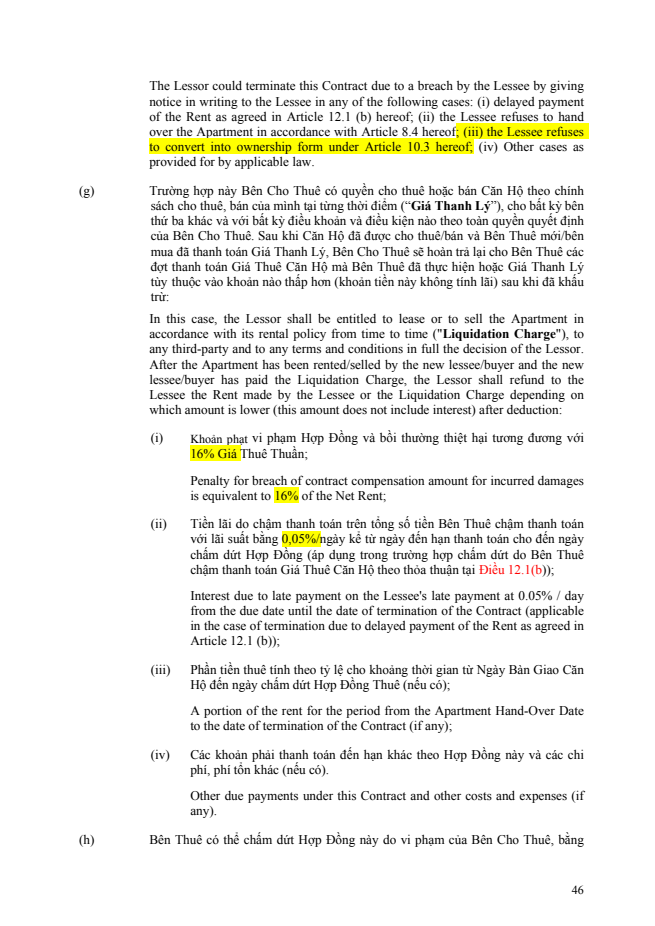 The Lessor could terminate this Contract due to a breach by the Lessee by giving
notice in writing to the Lessee in any of the following cases: (i) delayed payment
of the Rent as agreed in Article 12.1 (b) hereof; (ii) the Lessee refuses to hand
over the Apartment in accordance with Article 8.4 hereof; (iii) the Lessee refuses
to convert into ownership form under Article 10.3 hereof; (iv) Other cases as
provided for by applicable law.
(g) Trường hợp này Bên Cho Thuê có quyền cho thuê hoặc bán Căn Hộ theo chính
sách cho thuê, bán của mình tại từng thời điểm (“Giá Thanh Lý”), cho bất kỳ bên
thứ ba khác và với bất kỳ điều khoản và điều kiện nào theo toàn quyền quyết định
của Bên Cho Thuê. Sau khi Căn Hộ đã được cho thuê/bán và Bên Thuê mới/bên
mua đã thanh toán Giá Thanh Lý, Bên Cho Thuê sẽ hoàn trả lại cho Bên Thuê các
đợt thanh toán Giá Thuê Căn Hộ mà Bên Thuê đã thực hiện hoặc Giá Thanh Lý
tùy thuộc vào khoản nào thấp hơn (khoản tiền này không tính lãi) sau khi đã khấu
trừ:
In this case, the Lessor shall be entitled to lease or to sell the Apartment in
accordance with its rental policy from time to time ("Liquidation Charge"), to
any third-party and to any terms and conditions in full the decision of the Lessor.
After the Apartment has been rented/selled by the new lessee/buyer and the new
lessee/buyer has paid the Liquidation Charge, the Lessor shall refund to the
Lessee the Rent made by the Lessee or the Liquidation Charge depending on
which amount is lower (this amount does not include interest) after deduction:
(i) Khoản phạt vi phạm Hợp Đồng và bồi thường thiệt hại tương đương với
16% Giá Thuê Thuần;
Penalty for breach of contract compensation amount for incurred damages
is equivalent to 16% of the Net Rent;
(ii) Tiền lãi do chậm thanh toán trên tổng số tiền Bên Thuê chậm thanh toán
với lãi suất bằng 0,05%/ngày kể từ ngày đến hạn thanh toán cho đến ngày
chấm dứt Hợp Đồng (áp dụng trong trường hợp chấm dứt do Bên Thuê
chậm thanh toán Giá Thuê Căn Hộ theo thỏa thuận tại Điều 12.1(b));
Interest due to late payment on the Lessee's late payment at 0.05% / day
from the due date until the date of termination of the Contract (applicable
in the case of termination due to delayed payment of the Rent as agreed in
Article 12.1 (b));
(iii) Phần tiền thuê tính theo tỷ lệ cho khoảng thời gian từ Ngày Bàn Giao Căn
Hộ đến ngày chấm dứt Hợp Đồng Thuê (nếu có);
A portion of the rent for the period from the Apartment Hand-Over Date
to the date of termination of the Contract (if any);
(iv) Các khoản phải thanh toán đến hạn khác theo Hợp Đồng này và các chi
phí, phí tổn khác (nếu có).
Other due payments under this Contract and other costs and expenses (if
any).
(h) Bên Thuê có thể chấm dứt Hợp Đồng này do vi phạm của Bên Cho Thuê, bằng
46